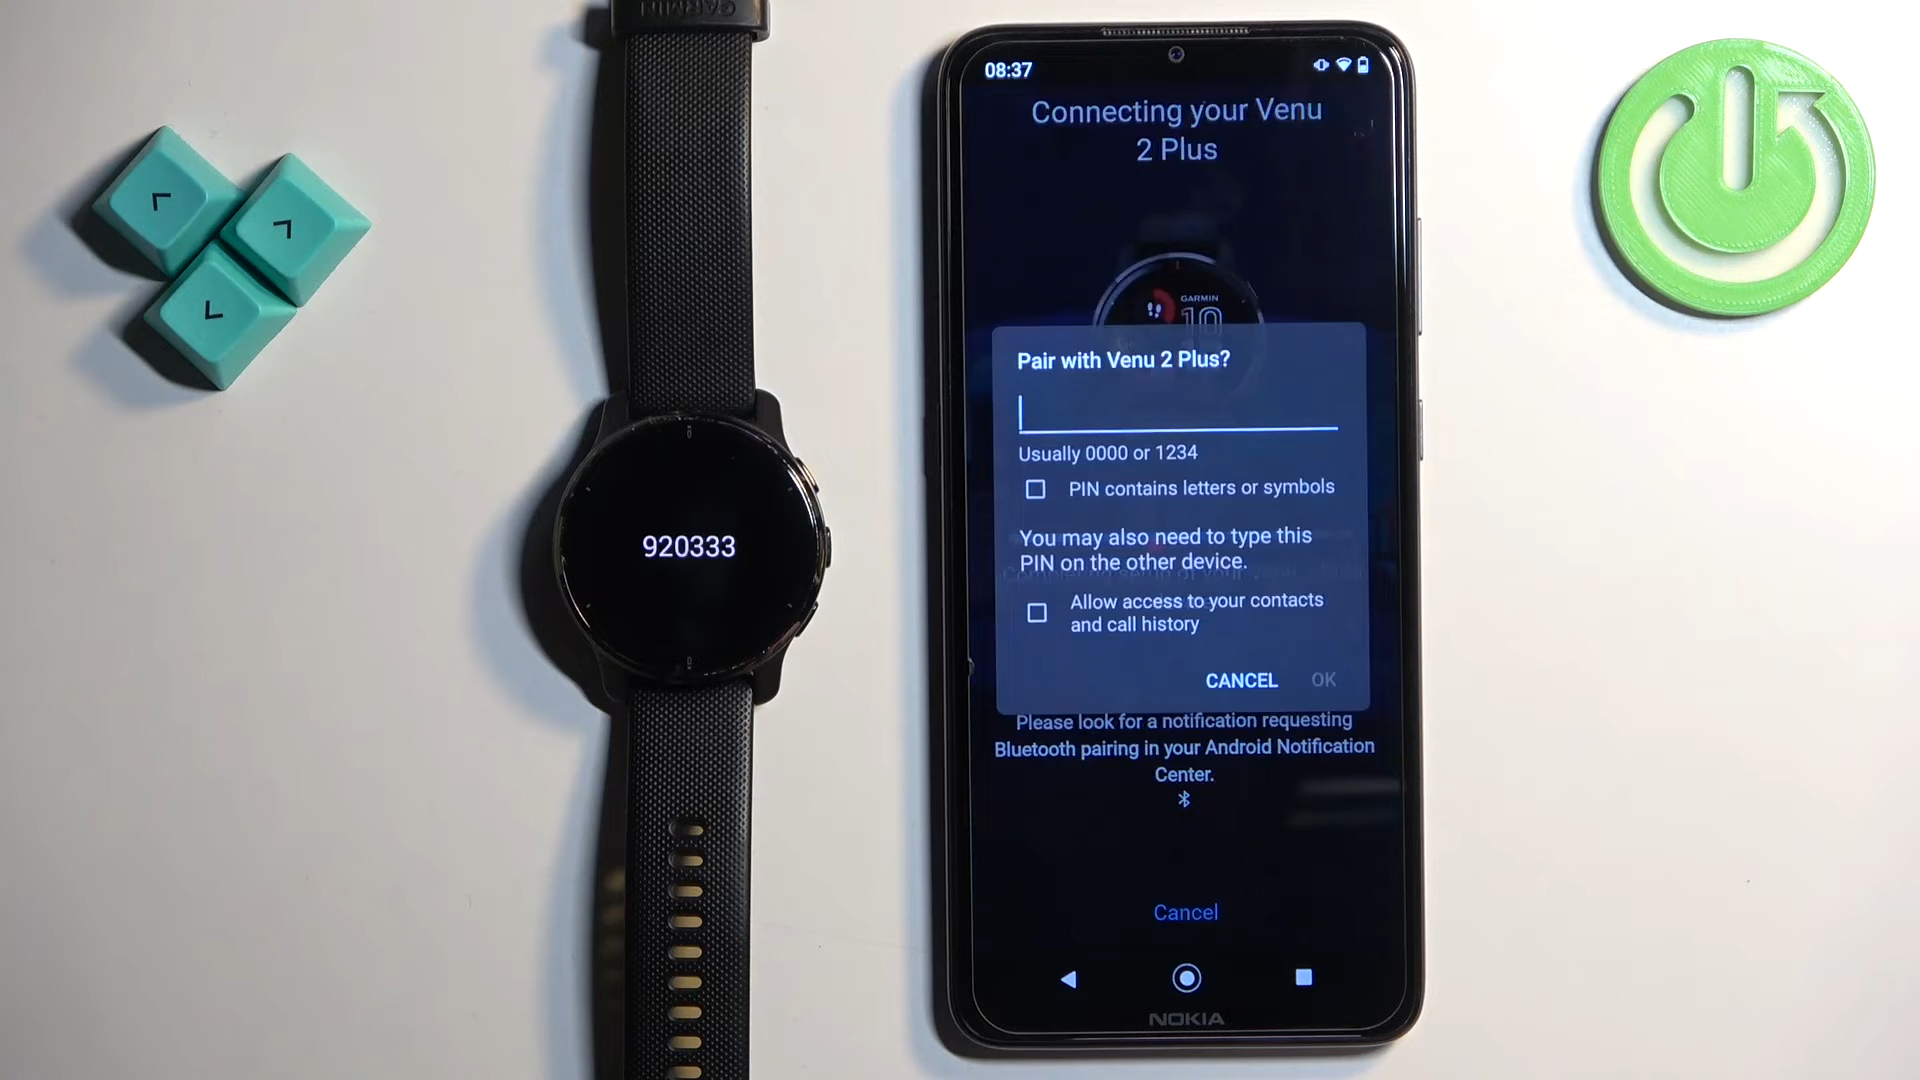 GARMIN
920333
08:37
Connecting your Venu
2 Plus
GARMIN
10
Pair with Venu 2 Plus?
Usually 0000 or 1234
PIN contains letters or symbols
You may also need to type this
PIN on the other device.
Allow access to your contacts
and call history
CANCEL OK
Please look for a notification requesting
Bluetooth pairing in your Android Notification
Center.
Cancel
NOKIA